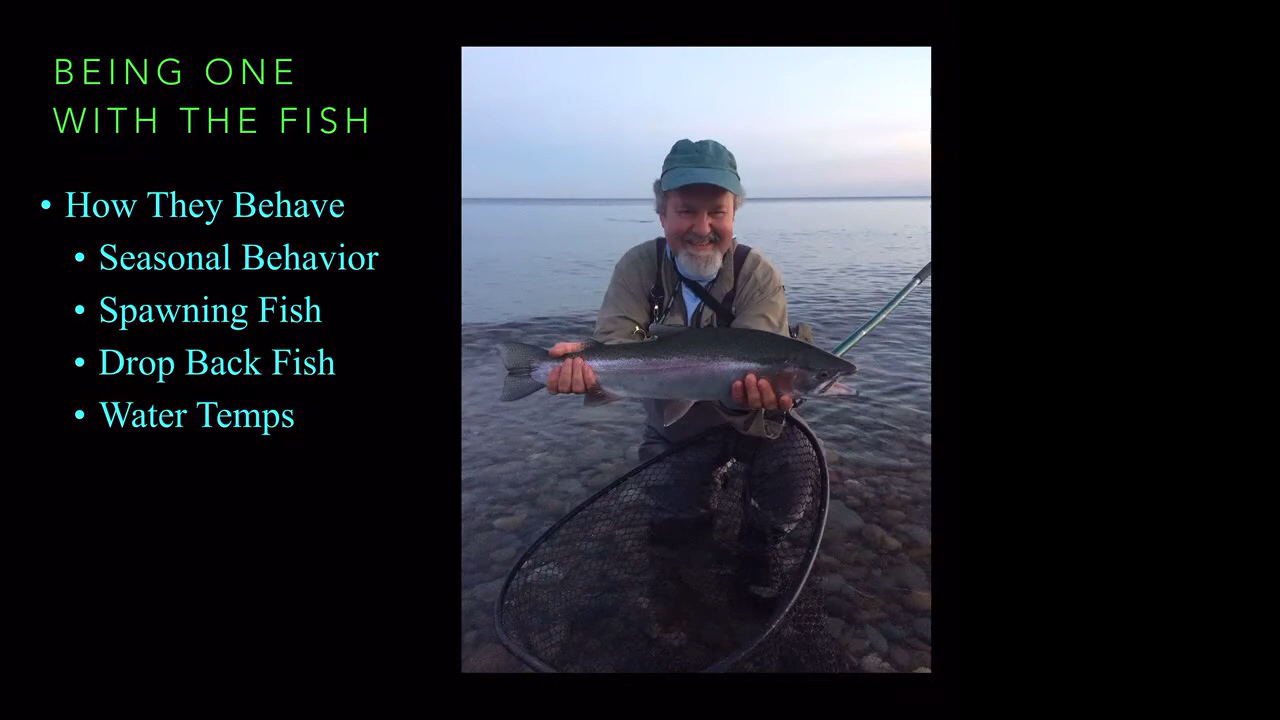 BEING ONE
WITH THE FISH
• How They Behave
• Seasonal Behavior
• Spawning Fish
• Drop Back Fish
• Water Temps